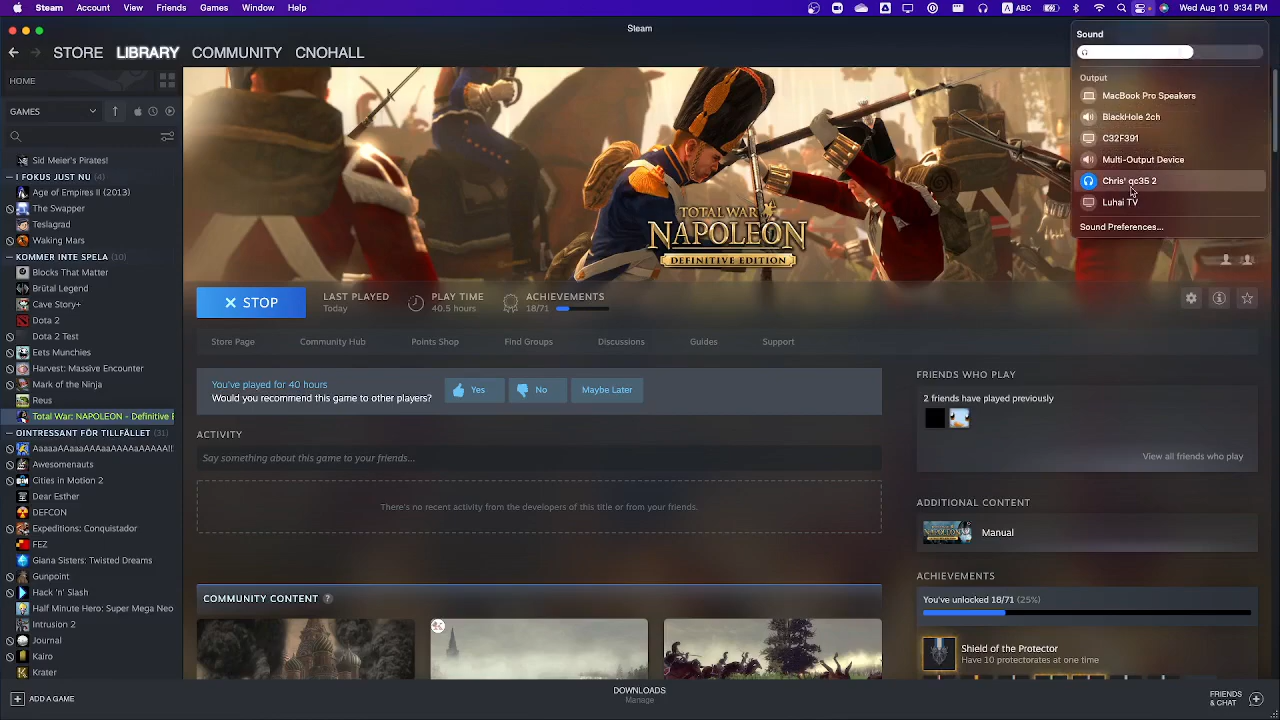 Steam View Friends Games Help
ABC Wed Aug 10 9:34 PM
Steam
STORE LIBRARY COMMUNITY CNOHALL
HOME
GAMES
Sid Meier's Pirates!
I FOKUS JUST NU (4)
Age of Empires II (2013)
The Swapper
Teslagrad
Waking Mars
SOMMER INTE SPELA (10)
Blocks That Matter
Brütal Legend
Cave Story+
Dota 2
Dota 2 Test
Eets Munchies
Harvest: Massive Encounter
Mark of the Ninja
Reus
Total War: NAPOLEON - Definitive E
OINTRESSANT FÖR TILLFÄLLET (31)
Awesomenauts
Cities in Motion 2
Dear Esther
DEFCON
Expeditions: Conquistador
FEZ
Giana Sisters: Twisted Dreams
Gunpoint
Hack 'n' Slash
Half Minute Hero: Super Mega Neo
Intrusion 2
Journal
Kairo
Krater
ADD A GAME
TOTAL WAR
NAPOLEON
DEFINITIVE EDITION
Sound
Output
MacBook Pro Speakers
BlackHole 2ch
C32F391
Multi-Output Device
Chris' qc35 2
Luhai TV
Sound Preferences...
STOP
LAST PLAYED
Today
PLAY TIME
40.5 hours
ACHIEVEMENTS
18/71
Store Page Community Hub Points Shop Find Groups Discussions Guides Support
You've played for 40 hours
Would you recommend this game to other players?
Yes No Maybe Later
ACTIVITY
Say something about this game to your friends...
There's no recent activity from the developers of this title or from your friends.
COMMUNITY CONTENT ?
FRIENDS WHO PLAY
2 friends have played previously
View all friends who play
ADDITIONAL CONTENT
Manual
ACHIEVEMENTS
You've unlocked 18/71 (25%)
Shield of the Protector
Have 10 protectorates at one time
DOWNLOADS
Manage
FRIENDS
& CHAT